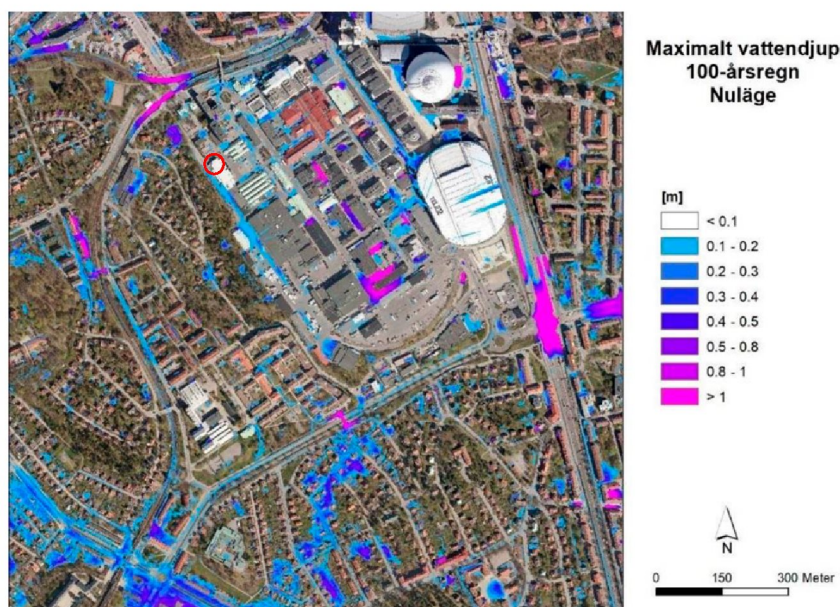 Maximalt vattendjup
100-årsregn
Nuläge
[m]
< 0.1
0.1 - 0.2
0.2 - 0.3
0.3 - 0.4
0.4 - 0.5
0.5 - 0.8
0.8 - 1
> 1
N
0 150 300 Meter